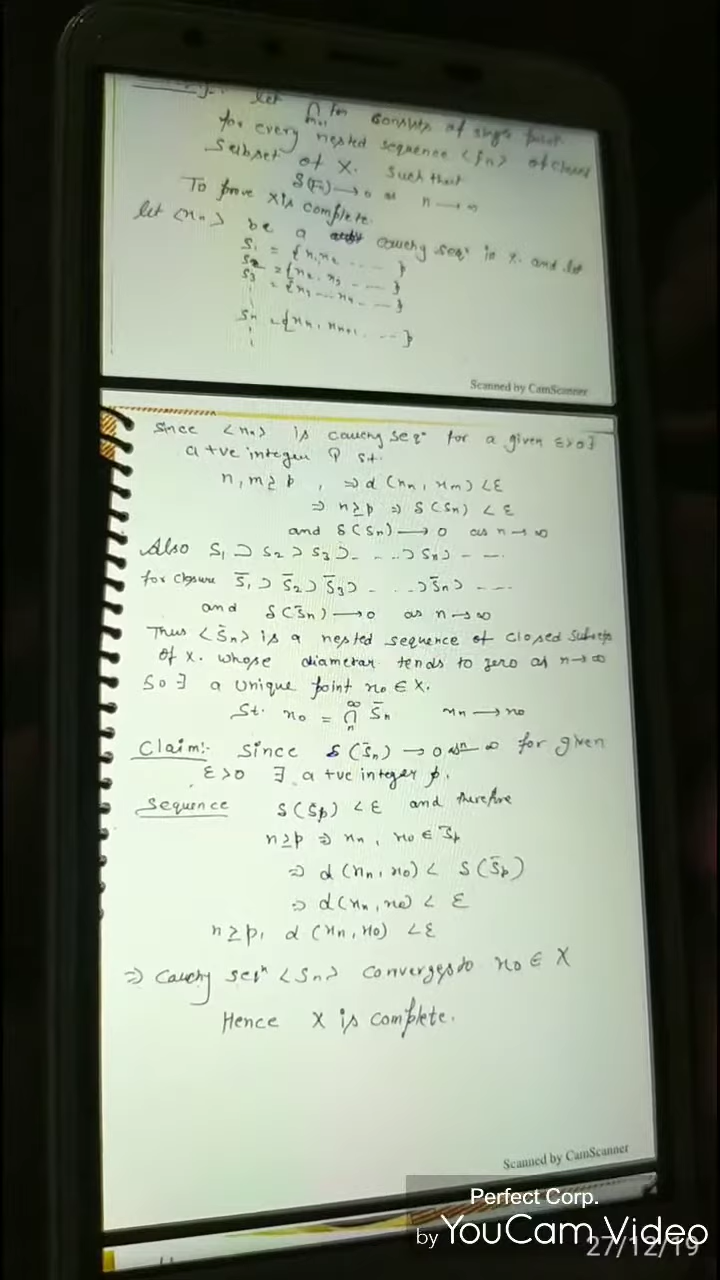 let ∩ Fn consists of single point
for every nested sequence <Fn> of closed
subset of X. such that
δ(Fn) → 0 as n → ∞
To prove X is complete.
let <xn> be a cauchy seqn in X. and let
S1 = {x1, x2 ..... }
S2 = {x2, x3 ..... }
S3 = {x3 ... x4 .... }
Sn = {xn, xn+1, ... }
Scanned by CamScanner
Since <xn> is cauchy seqn for a given ε>0 ∃
a +ve integer P st.
n, m ≥ p, ⇒ d(xn, xm) < ε
⇒ n ≥ p ⇒ δ(Sn) < ε
and δ(Sn) → 0 as n → ∞
Also S1 ⊃ S2 ⊃ S3 ⊃ - ... ⊃ Sn ⊃ - --
for closure S̄1 ⊃ S̄2 ⊃ S̄3 ⊃ - ... ⊃ S̄n ⊃ ----
and δ(S̄n) → 0 as n → ∞
Thus <S̄n> is a nested sequence of closed subsets
of X. whose diametar tends to zero as n → ∞
So ∃ a unique point x0 ∈ X.
St. x0 = ∩ S̄n xn → x0
Claim:- Since δ(S̄n) → 0 as n ∞ for given
ε>0 ∃ a +ve integer p.
Sequence δ(S̄p) < ε and therefore
n ≥ p ⇒ xn, x0 ∈ S̄p
⇒ d(xn, x0) < δ(S̄p)
⇒ d(xn, x0) < ε
n ≥ p, d(xn, x0) < ε
⇒ Cauchy seqn <Sn> converges to x0 ∈ X
Hence X is complete.
Scanned by CamScanner
Perfect Corp.
by YouCam Video
27/12/19